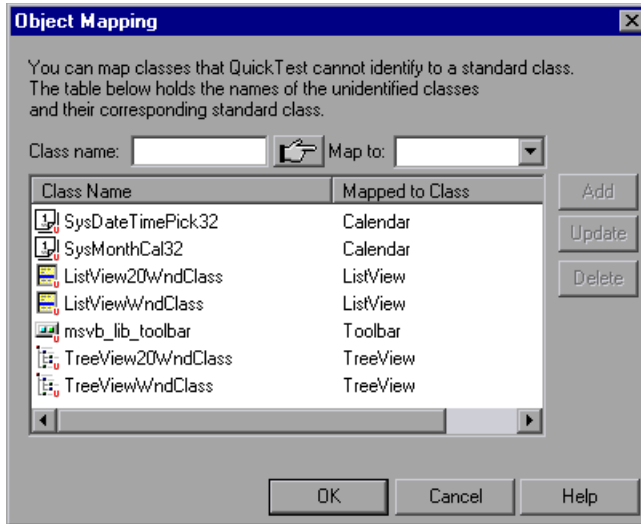 Object Mapping
You can map classes that QuickTest cannot identify to a standard class.
The table below holds the names of the unidentified classes
and their corresponding standard class.
Class name: Map to:
Class Name Mapped to Class Add
SysDateTimePick32 Calendar
SysMonthCal32 Calendar Update
ListView20WndClass ListView Delete
ListViewWndClass ListView
msvb_lib_toolbar Toolbar
TreeView20WndClass TreeView
TreeViewWndClass TreeView
OK Cancel Help